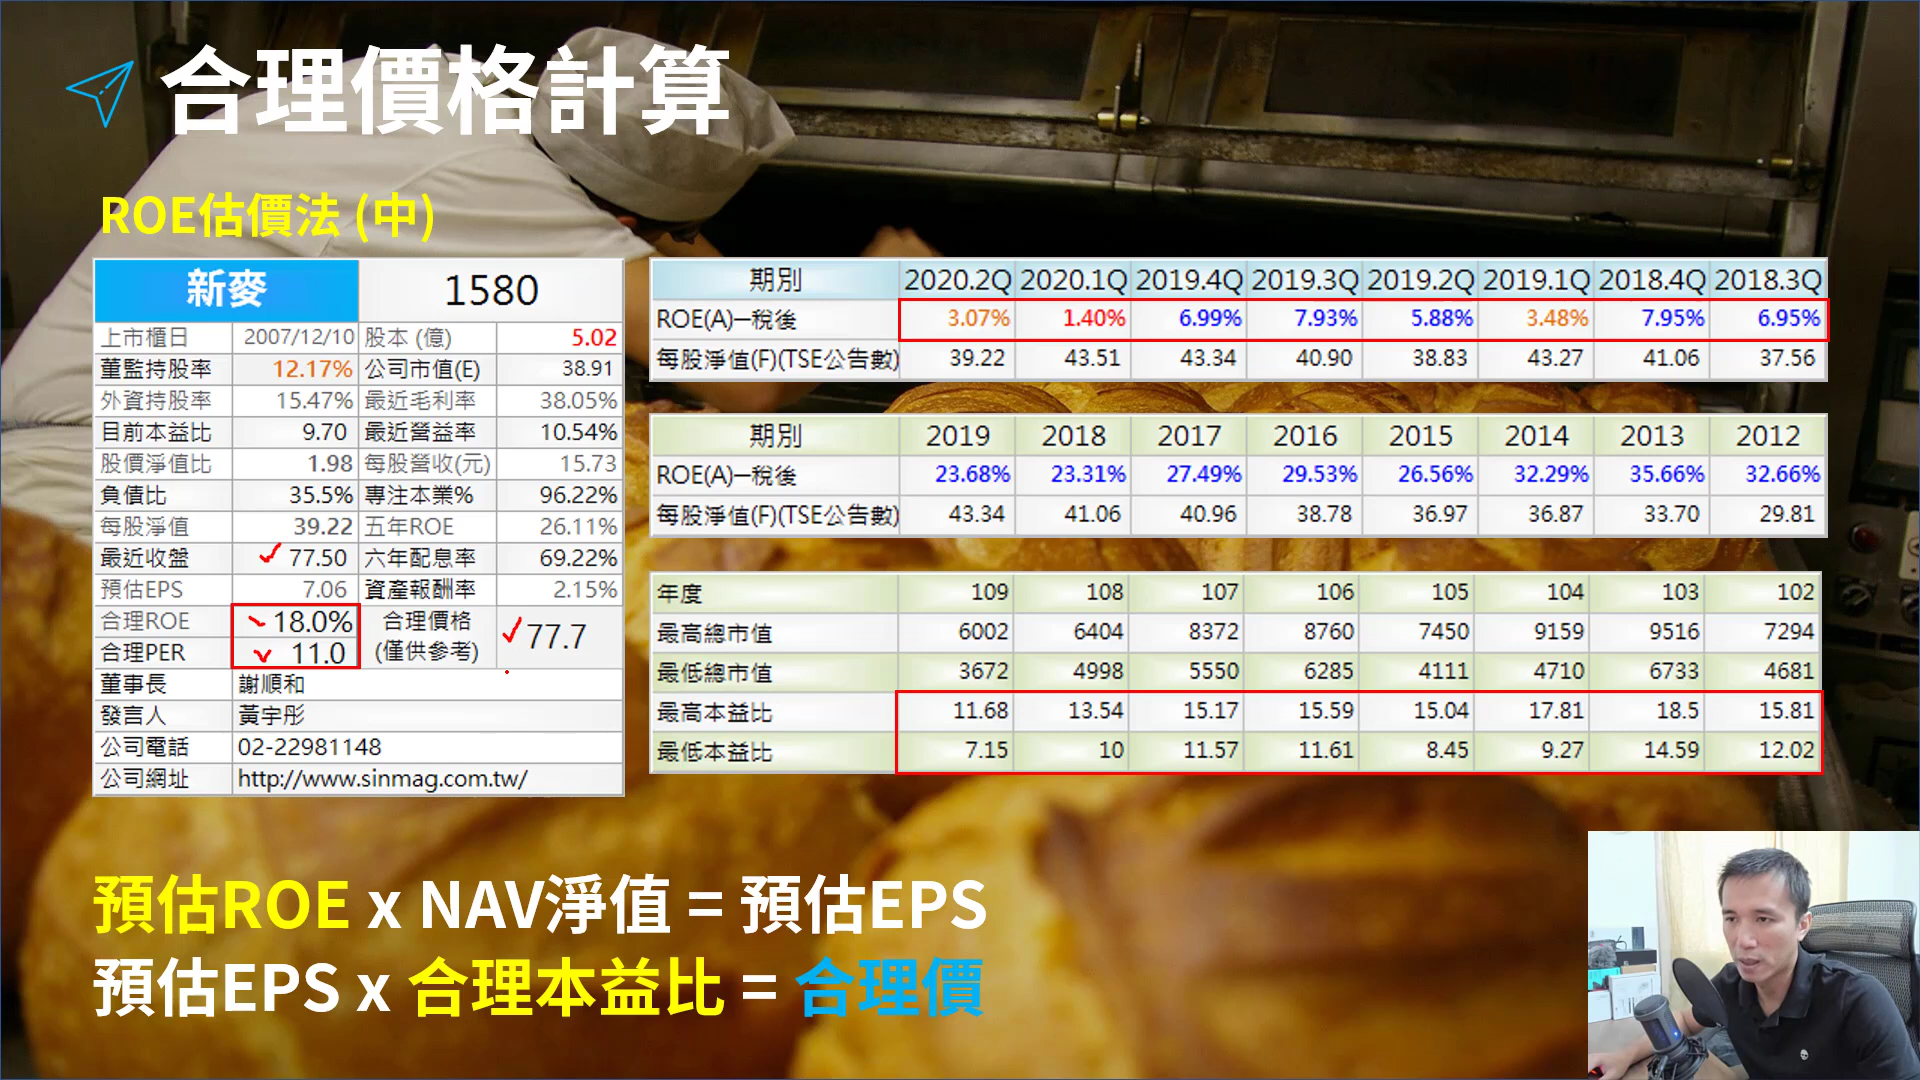 合理價格計算
ROE估價法 (中)
新麥 1580
上市櫃日 2007/12/10 股本 (億) 5.02
董監持股率 12.17% 公司市值(E) 38.91
外資持股率 15.47% 最近毛利率 38.05%
目前本益比 9.70 最近營益率 10.54%
股價淨值比 1.98 每股營收(元) 15.73
負債比 35.5% 專注本業% 96.22%
每股淨值 39.22 五年ROE 26.11%
最近收盤 77.50 六年配息率 69.22%
預估EPS 7.06 資產報酬率 2.15%
合理ROE 18.0% 合理價格 77.7
合理PER 11.0 (僅供參考)
董事長 謝順和
發言人 黃宇彤
公司電話 02-22981148
公司網址 http://www.sinmag.com.tw/
期別 2020.2Q 2020.1Q 2019.4Q 2019.3Q 2019.2Q 2019.1Q 2018.4Q 2018.3Q
ROE(A)—稅後 3.07% 1.40% 6.99% 7.93% 5.88% 3.48% 7.95% 6.95%
每股淨值(F)(TSE公告數) 39.22 43.51 43.34 40.90 38.83 43.27 41.06 37.56
期別 2019 2018 2017 2016 2015 2014 2013 2012
ROE(A)—稅後 23.68% 23.31% 27.49% 29.53% 26.56% 32.29% 35.66% 32.66%
每股淨值(F)(TSE公告數) 43.34 41.06 40.96 38.78 36.97 36.87 33.70 29.81
年度 109 108 107 106 105 104 103 102
最高總市值 6002 6404 8372 8760 7450 9159 9516 7294
最低總市值 3672 4998 5550 6285 4111 4710 6733 4681
最高本益比 11.68 13.54 15.17 15.59 15.04 17.81 18.5 15.81
最低本益比 7.15 10 11.57 11.61 8.45 9.27 14.59 12.02
預估ROE x NAV淨值 = 預估EPS
預估EPS x 合理本益比 = 合理價